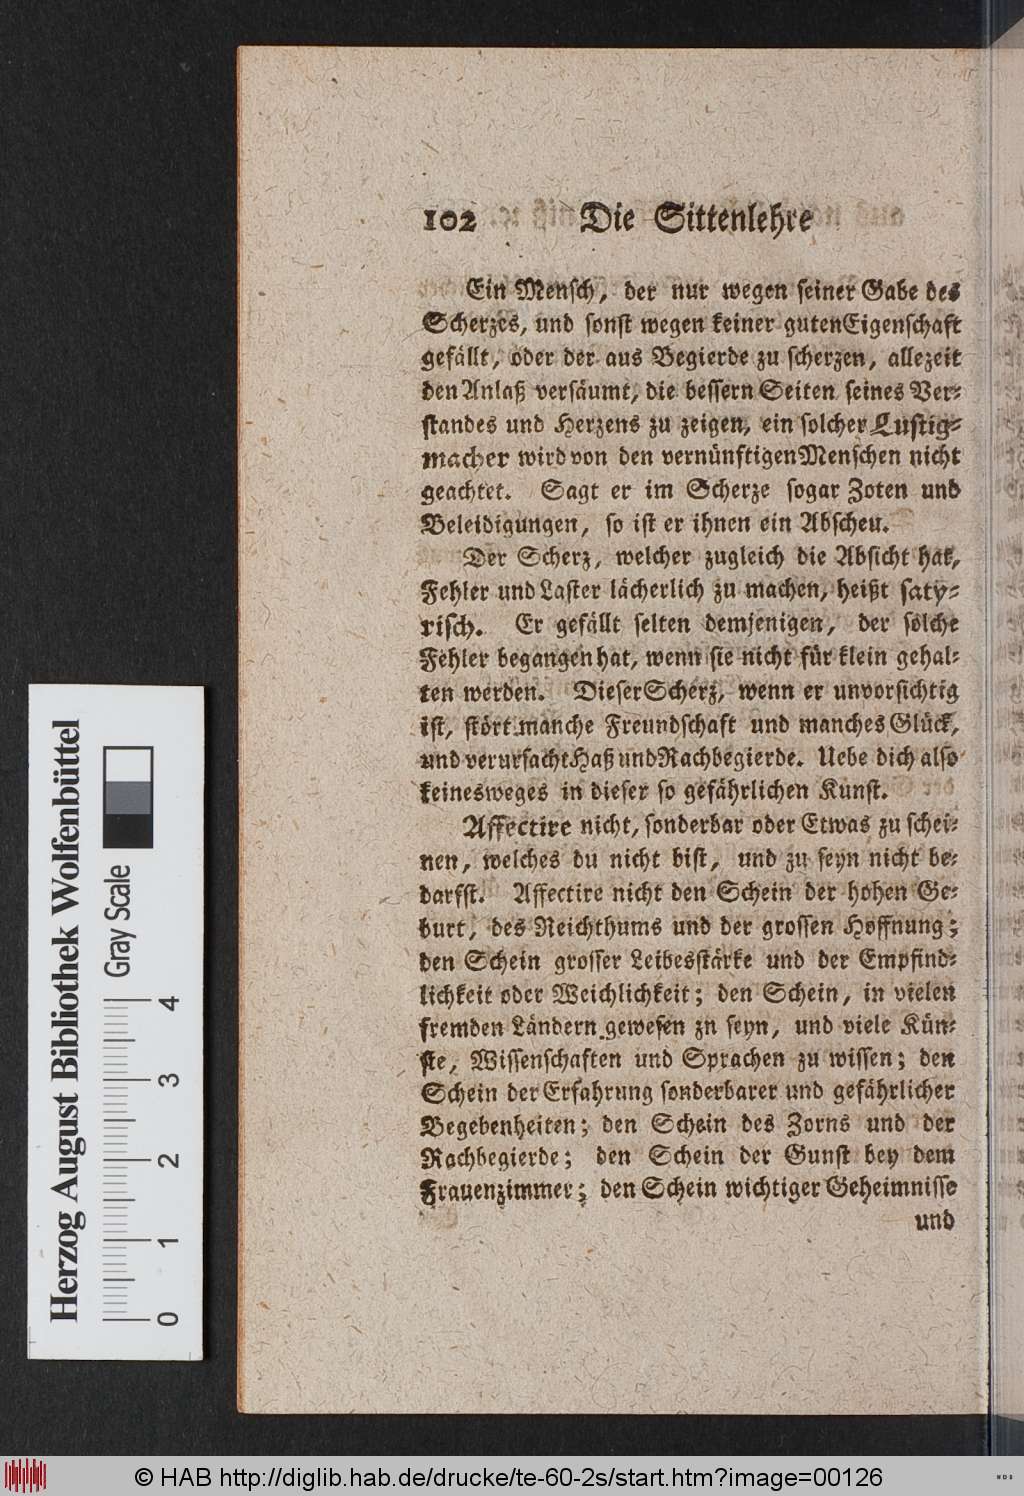 102 Die Sittenlehre
Ein Mensch, der nur wegen seiner Gabe des
Scherzes, und sonst wegen keiner guten Eigenschaft
gefällt, oder der aus Begierde zu scherzen, allezeit
den Anlaß versäumt, die bessern Seiten seines Ver-
standes und Herzens zu zeigen, ein solcher Lustig-
macher wird von den vernünftigen Menschen nicht
geachtet. Sagt er im Scherze sogar Zoten und
Beleidigungen, so ist er ihnen ein Abscheu.
Der Scherz, welcher zugleich die Absicht hat,
Fehler und Laster lächerlich zu machen, heißt saty-
risch. Er gefällt selten demjenigen, der solche
Fehler begangen hat, wenn sie nicht für klein gehal-
ten werden. Dieser Scherz, wenn er unvorsichtig
ist, stört manche Freundschaft und manches Glück,
und verursacht Haß und Rachbegierde. Uebe dich also
keinesweges in dieser so gefährlichen Kunst.
Affectire nicht, sonderbar oder Etwas zu schei-
nen, welches du nicht bist, und zu seyn nicht be-
darfst. Affectire nicht den Schein der hohen Ge-
burt, des Reichthums und der grossen Hoffnung;
den Schein grosser Leibesstärke und der Empfind-
lichkeit oder Weichlichkeit; den Schein, in vielen
fremden Ländern gewesen zn seyn, und viele Kün-
ste, Wissenschaften und Sprachen zu wissen; den
Schein der Erfahrung sonderbarer und gefährlicher
Begebenheiten; den Schein des Zorns und der
Rachbegierde; den Schein der Gunst bey dem
Frauenzimmer; den Schein wichtiger Geheimnisse
und
Herzog August Bibliothek Wolfenbüttel
Gray Scale
0 1 2 3 4
© HAB http://diglib.hab.de/drucke/te-60-2s/start.htm?image=00126